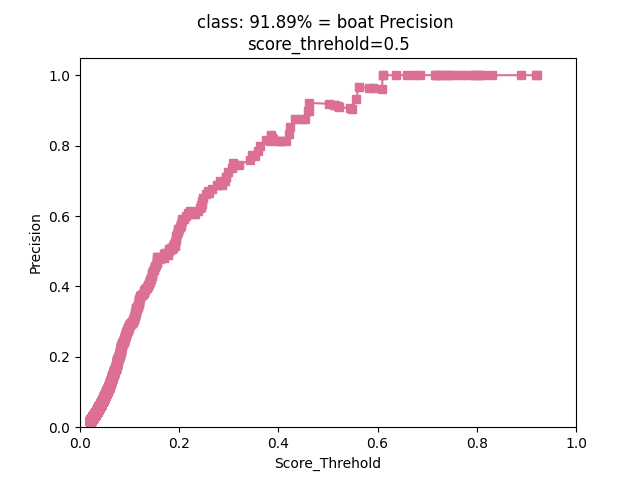 class: 91.89% = boat Precision
score_threhold=0.5
1.0
0.8
0.6
0.4
0.2
0.0
Precision
0.0 0.2 0.4 0.6 0.8 1.0
Score_Threhold